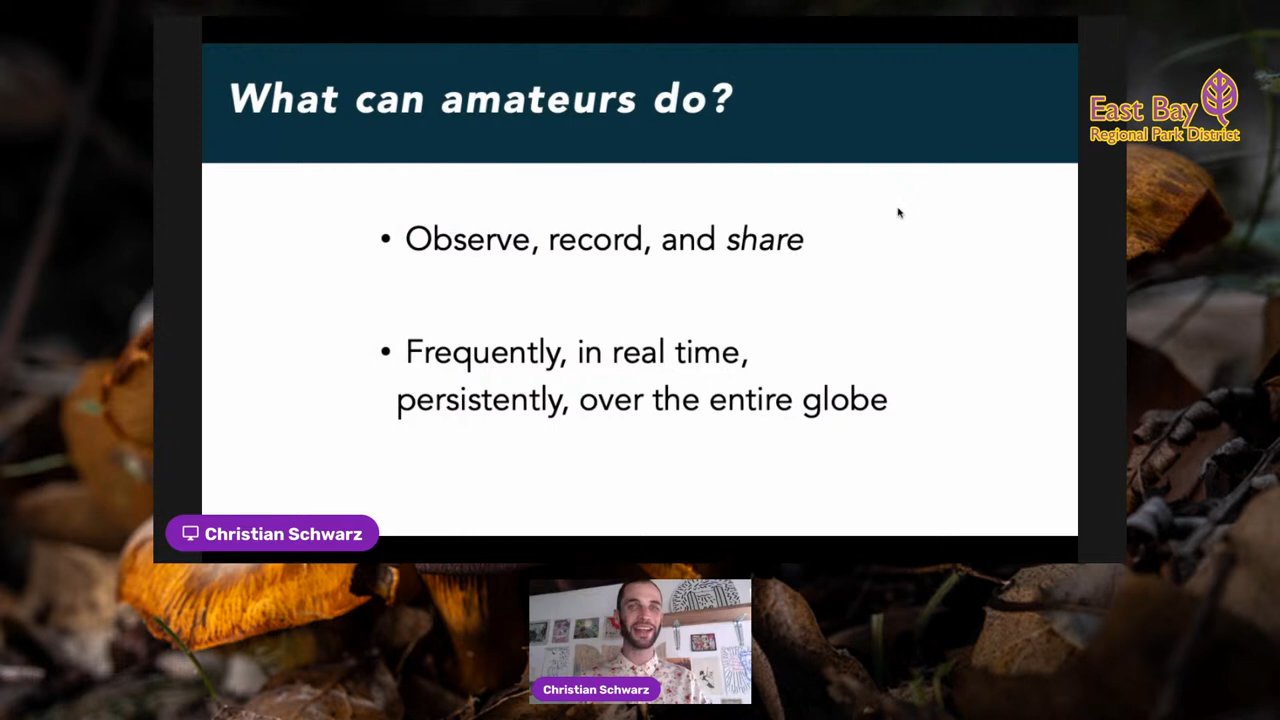 What can amateurs do?
East Bay
Regional Park District
• Observe, record, and share
• Frequently, in real time,
persistently, over the entire globe
Christian Schwarz
Christian Schwarz